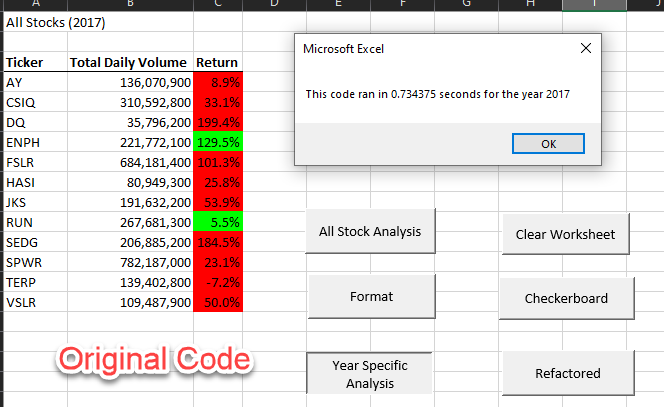 A B C D E F G H I J
All Stocks (2017)
Ticker Total Daily Volume Return
AY 136,070,900 8.9%
CSIQ 310,592,800 33.1%
DQ 35,796,200 199.4%
ENPH 221,772,100 129.5%
FSLR 684,181,400 101.3%
HASI 80,949,300 25.8%
JKS 191,632,200 53.9%
RUN 267,681,300 5.5%
SEDG 206,885,200 184.5%
SPWR 782,187,000 23.1%
TERP 139,402,800 -7.2%
VSLR 109,487,900 50.0%
Microsoft Excel
This code ran in 0.734375 seconds for the year 2017
OK
All Stock Analysis
Clear Worksheet
Format
Checkerboard
Original Code
Year Specific
Analysis
Refactored